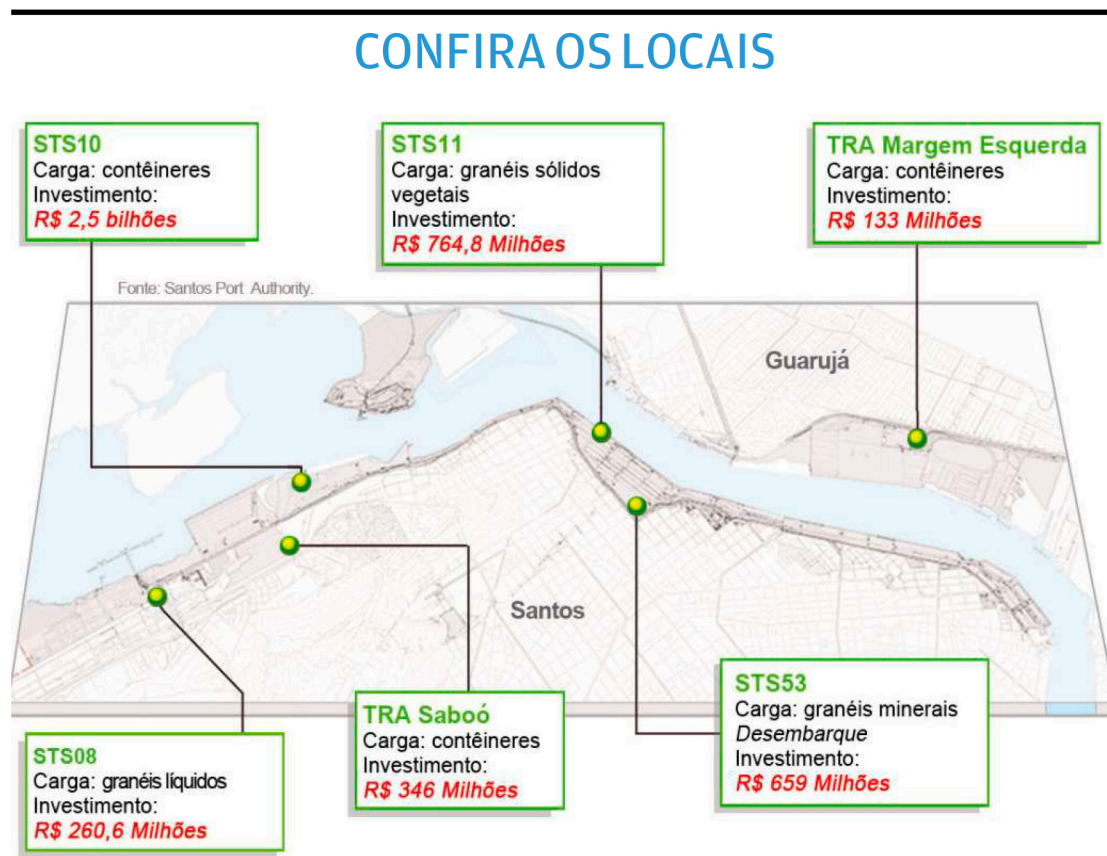 CONFIRA OS LOCAIS
STS10
Carga: contêineres
Investimento:
R$ 2,5 bilhões
STS11
Carga: granéis sólidos
vegetais
Investimento:
R$ 764,8 Milhões
TRA Margem Esquerda
Carga: contêineres
Investimento:
R$ 133 Milhões
Fonte: Santos Port Authority.
Guarujá
Santos
STS08
Carga: granéis líquidos
Investimento:
R$ 260,6 Milhões
TRA Saboó
Carga: contêineres
Investimento:
R$ 346 Milhões
STS53
Carga: granéis minerais
Desembarque
Investimento:
R$ 659 Milhões